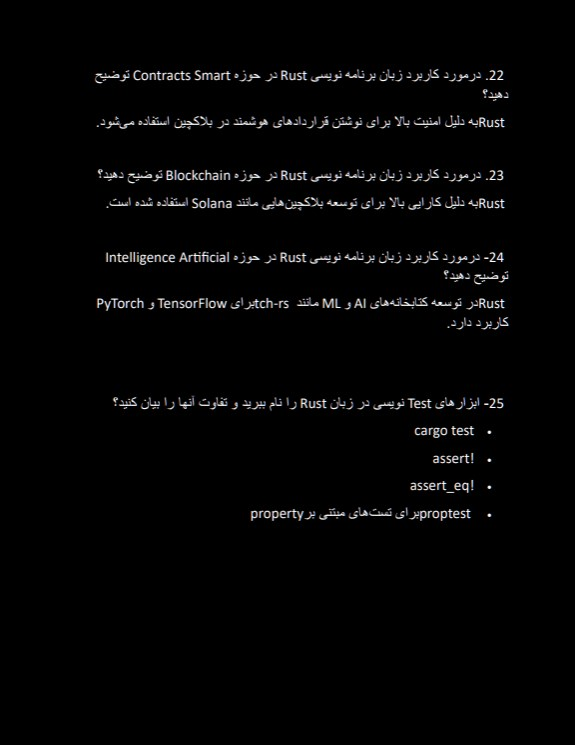 22. درمورد کاربرد زبان برنامه نویسی Rust در حوزه Contracts Smart توضیح
دهید؟
Rustبه دلیل امنیت بالا برای نوشتن قراردادهای هوشمند در بلاکچین استفاده می‌شود.
23. درمورد کاربرد زبان برنامه نویسی Rust در حوزه Blockchain توضیح دهید؟
Rustبه دلیل کارایی بالا برای توسعه بلاکچین‌هایی مانند Solana استفاده شده است.
24- درمورد کاربرد زبان برنامه نویسی Rust در حوزه Intelligence Artificial
توضیح دهید؟
Rustدر توسعه کتابخانه‌های AI و ML مانند tch-rsبرای TensorFlow و PyTorch
کاربرد دارد.
25- ابزارهای Test نویسی در زبان Rust را نام ببرید و تفاوت آنها را بیان کنید؟
• cargo test
• assert!
• assert_eq!
• proptestبرای تست‌های مبتنی بر property